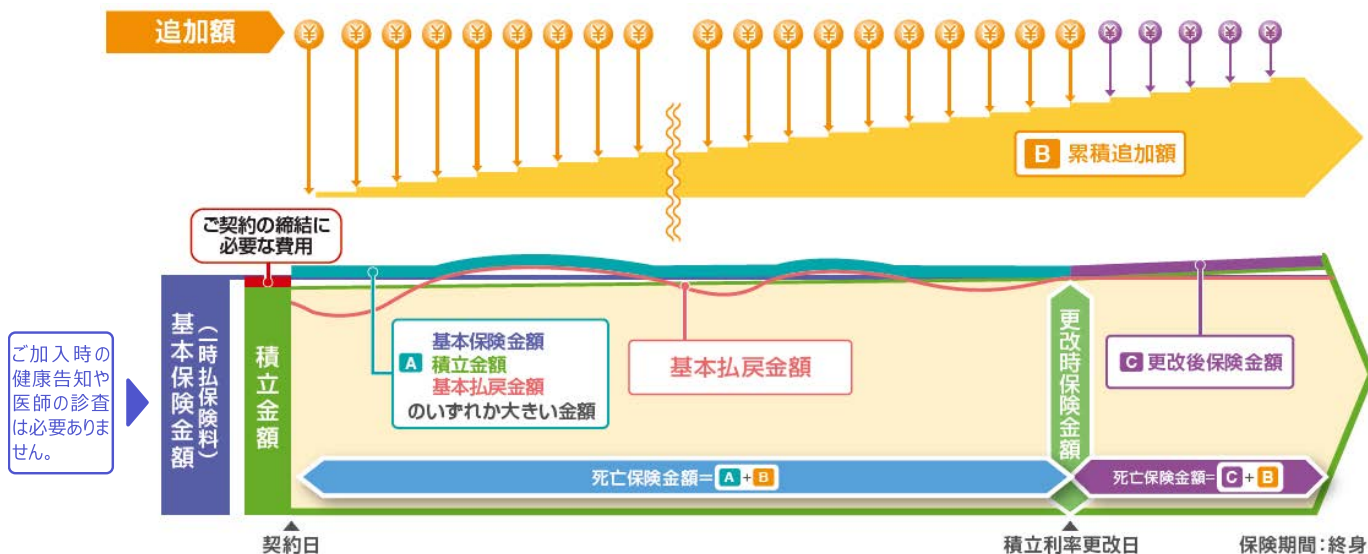 追加額
¥ ¥ ¥ ¥ ¥ ¥ ¥ ¥ ¥ ¥ ¥ ¥ ¥ ¥ ¥ ¥ ¥ ¥ ¥ ¥ ¥ ¥ ¥ ¥
B 累積追加額
ご契約の締結に
必要な費用
ご加入時の
健康告知や
医師の診査
は必要ありま
せん。
基本保険金額
(一時払保険料)
積立金額
A
基本保険金額
積立金額
基本払戻金額
のいずれか大きい金額
基本払戻金額
更改時保険金額
C 更改後保険金額
死亡保険金額=A+B
死亡保険金額=C+B
契約日
積立利率更改日
保険期間:終身